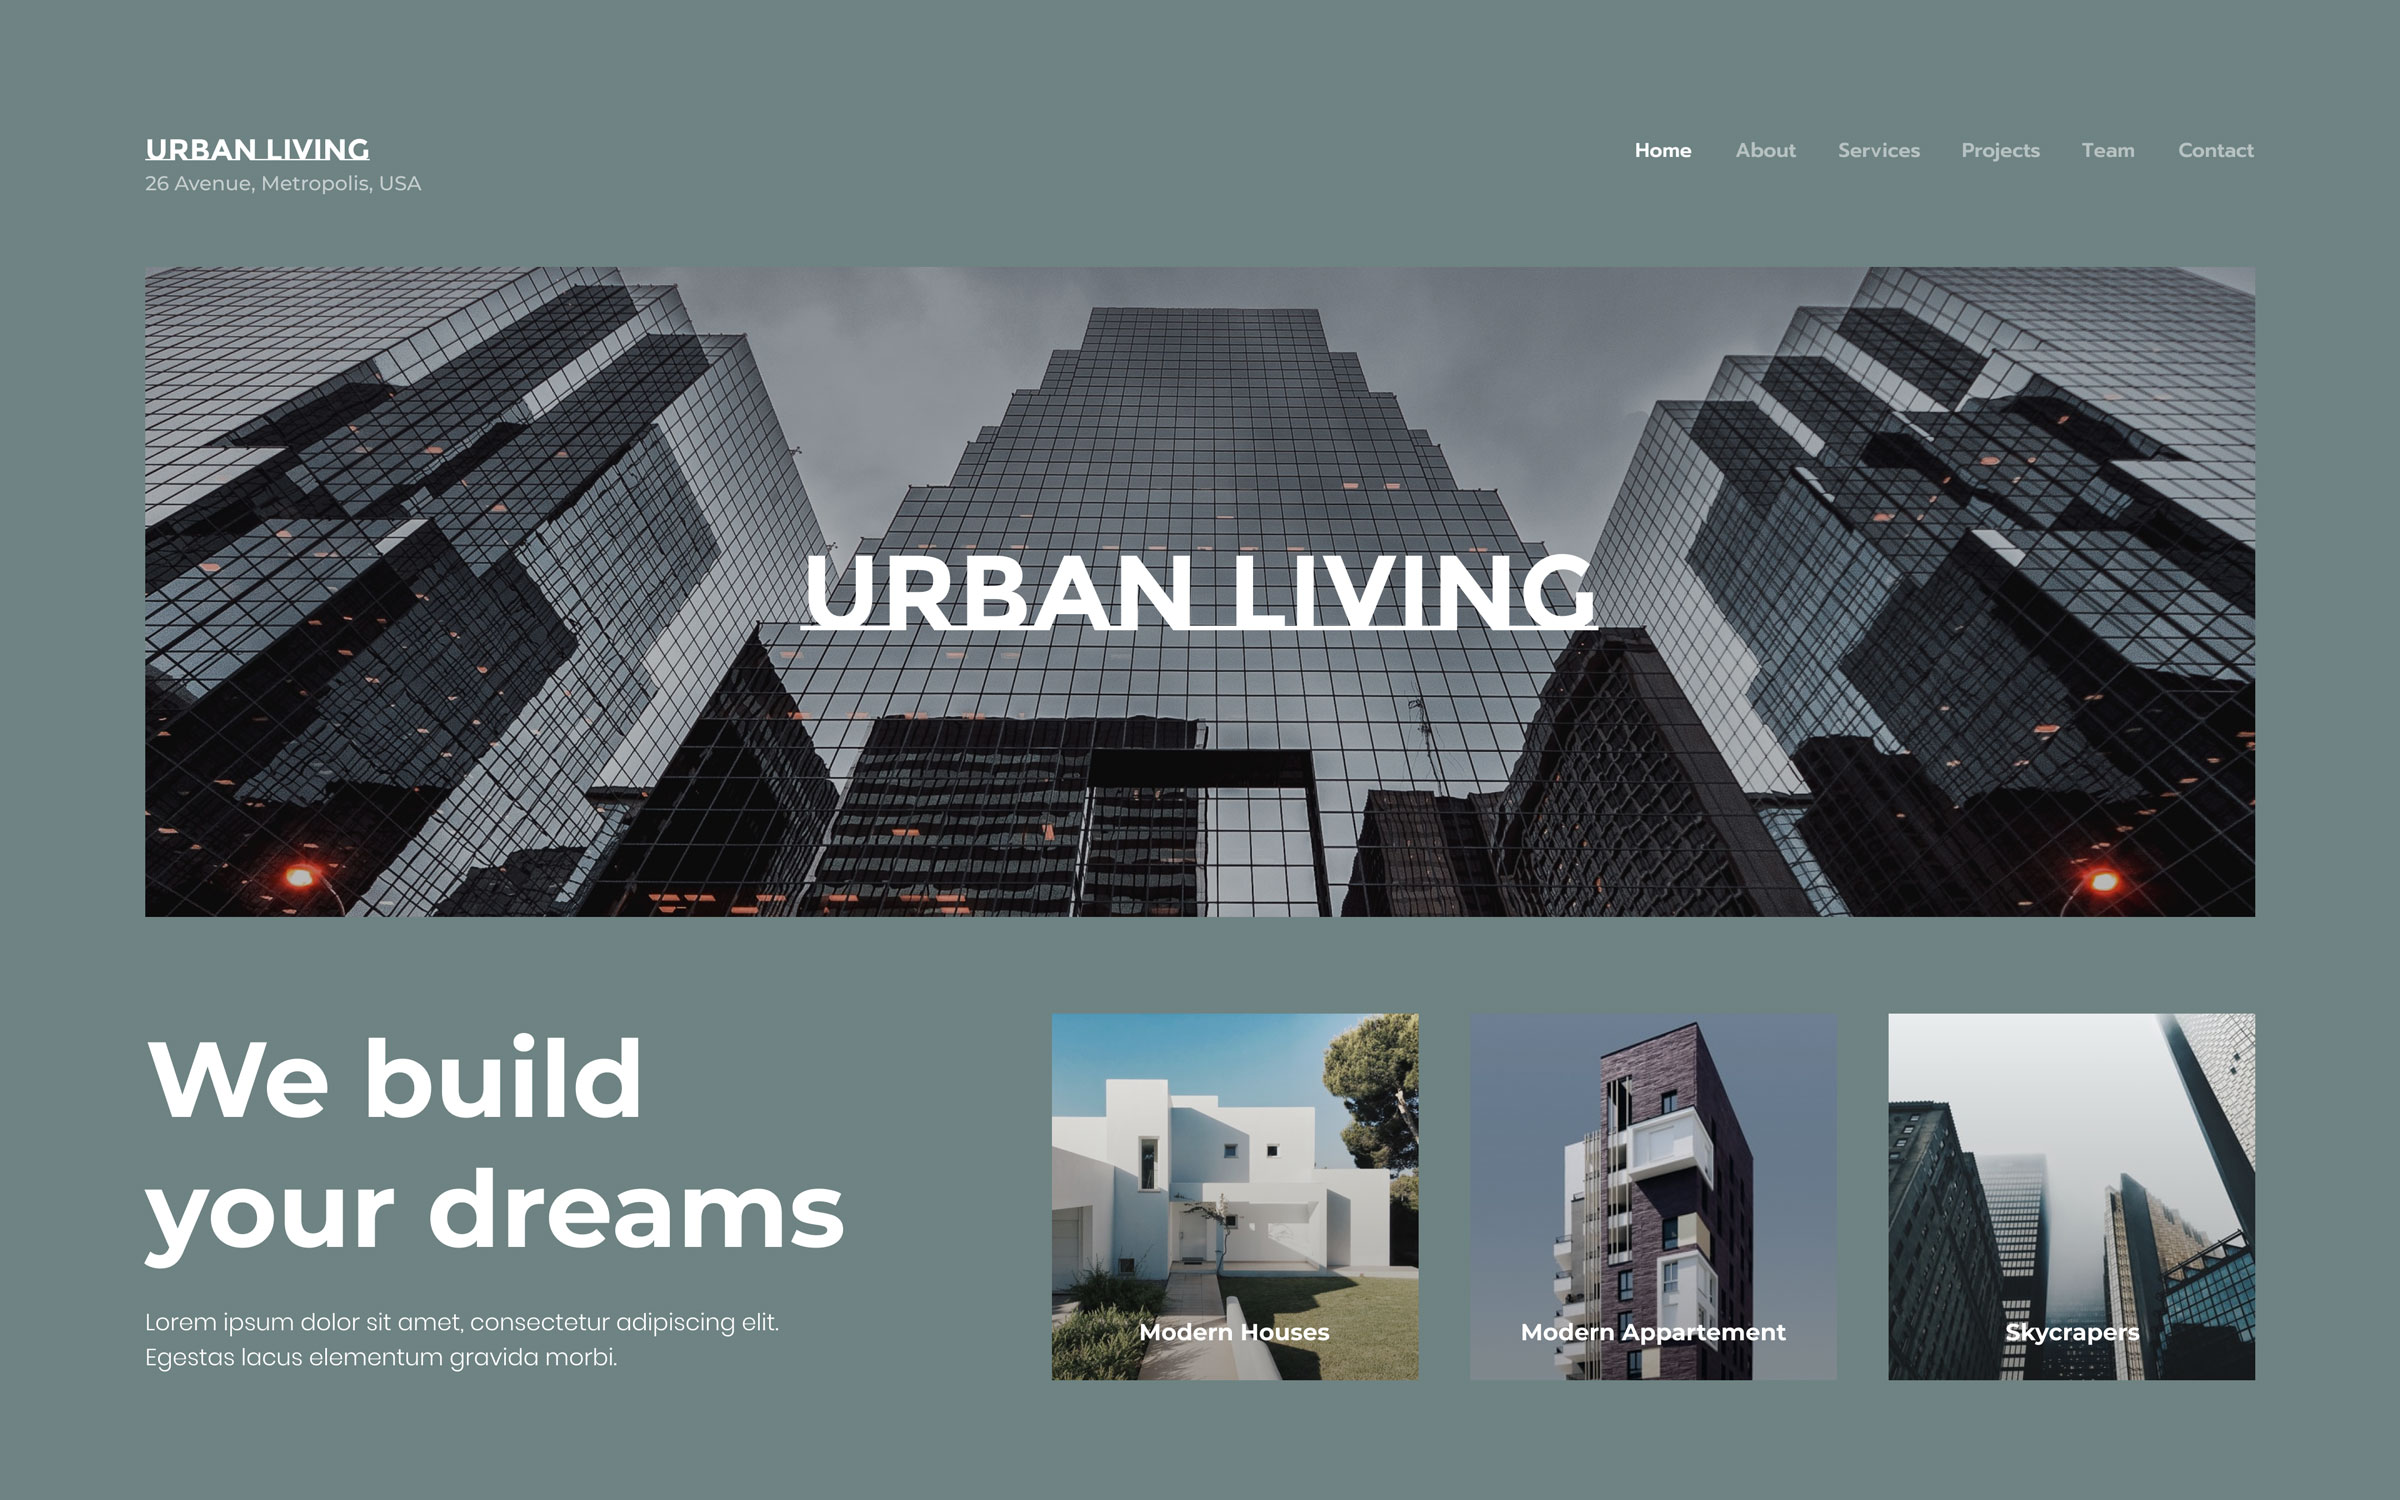 URBAN LIVING
26 Avenue, Metropolis, USA
Home About Services Projects Team Contact
URBAN LIVING
We build
your dreams
Lorem ipsum dolor sit amet, consectetur adipiscing elit.
Egestas lacus elementum gravida morbi.
Modern Houses
Modern Appartement
Skycrapers